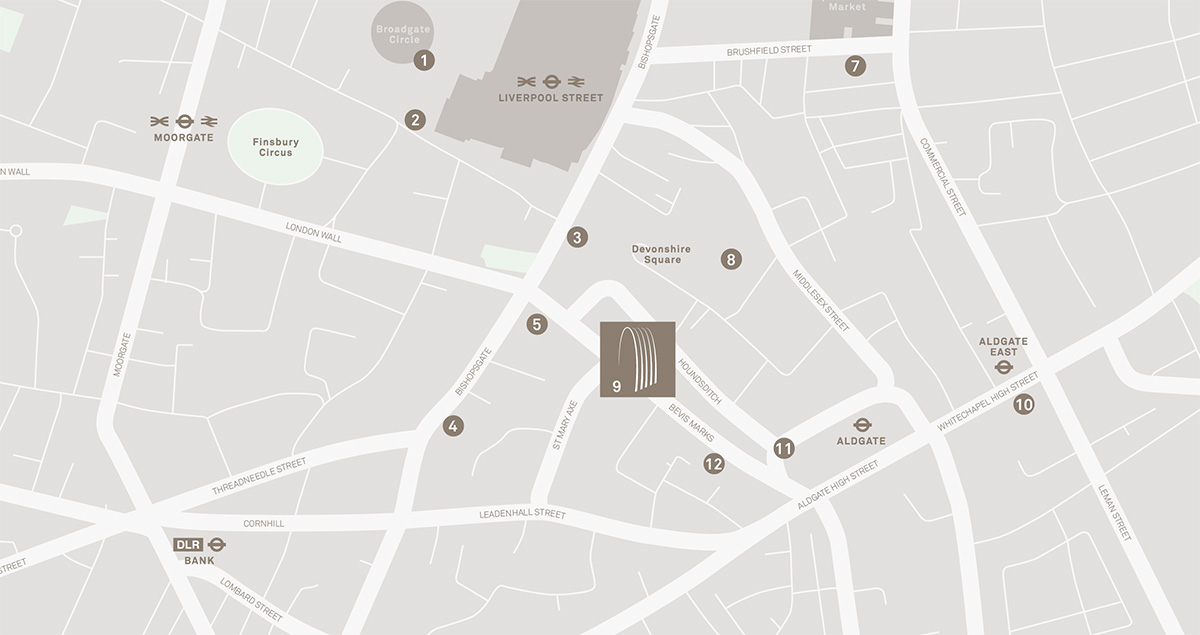 Broadgate
Circle
1
Market
BISHOPSGATE
BRUSHFIELD STREET
7
LIVERPOOL STREET
2
MOORGATE
Finsbury
Circus
N WALL
COMMERCIAL STREET
LONDON WALL
3
Devonshire
Square
8
MIDDLESEX STREET
5
MOORGATE
BISHOPSGATE
9
HOUNDSDITCH
ALDGATE
EAST
WHITECHAPEL HIGH STREET
10
ST MARY AXE
BEVIS MARKS
4
11
ALDGATE
12
THREADNEEDLE STREET
ALDGATE HIGH STREET
LEMAN STREET
CORNHILL
LEADENHALL STREET
DLR
BANK
STREET
LOMBARD STREET